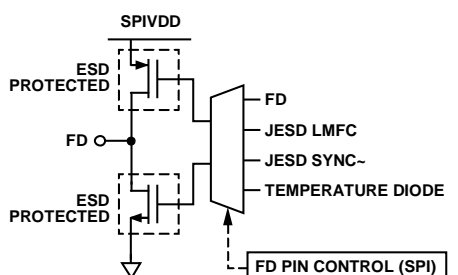 SPIVDD
ESD
PROTECTED
FD
JESD LMFC
FD
JESD SYNC~
TEMPERATURE DIODE
ESD
PROTECTED
FD PIN CONTROL (SPI)